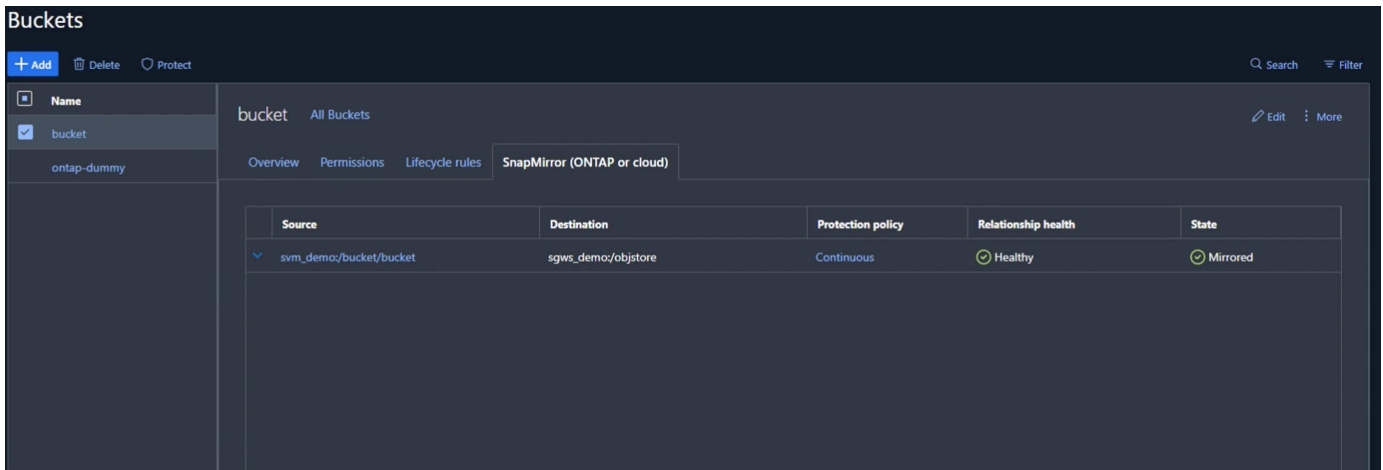 Buckets
+ Add Delete Protect Search Filter
Name
bucket
ontap-dummy
bucket All Buckets Edit More
Overview Permissions Lifecycle rules SnapMirror (ONTAP or cloud)
Source Destination Protection policy Relationship health State
svm_demo:/bucket/bucket sgws_demo:/objstore Continuous Healthy Mirrored